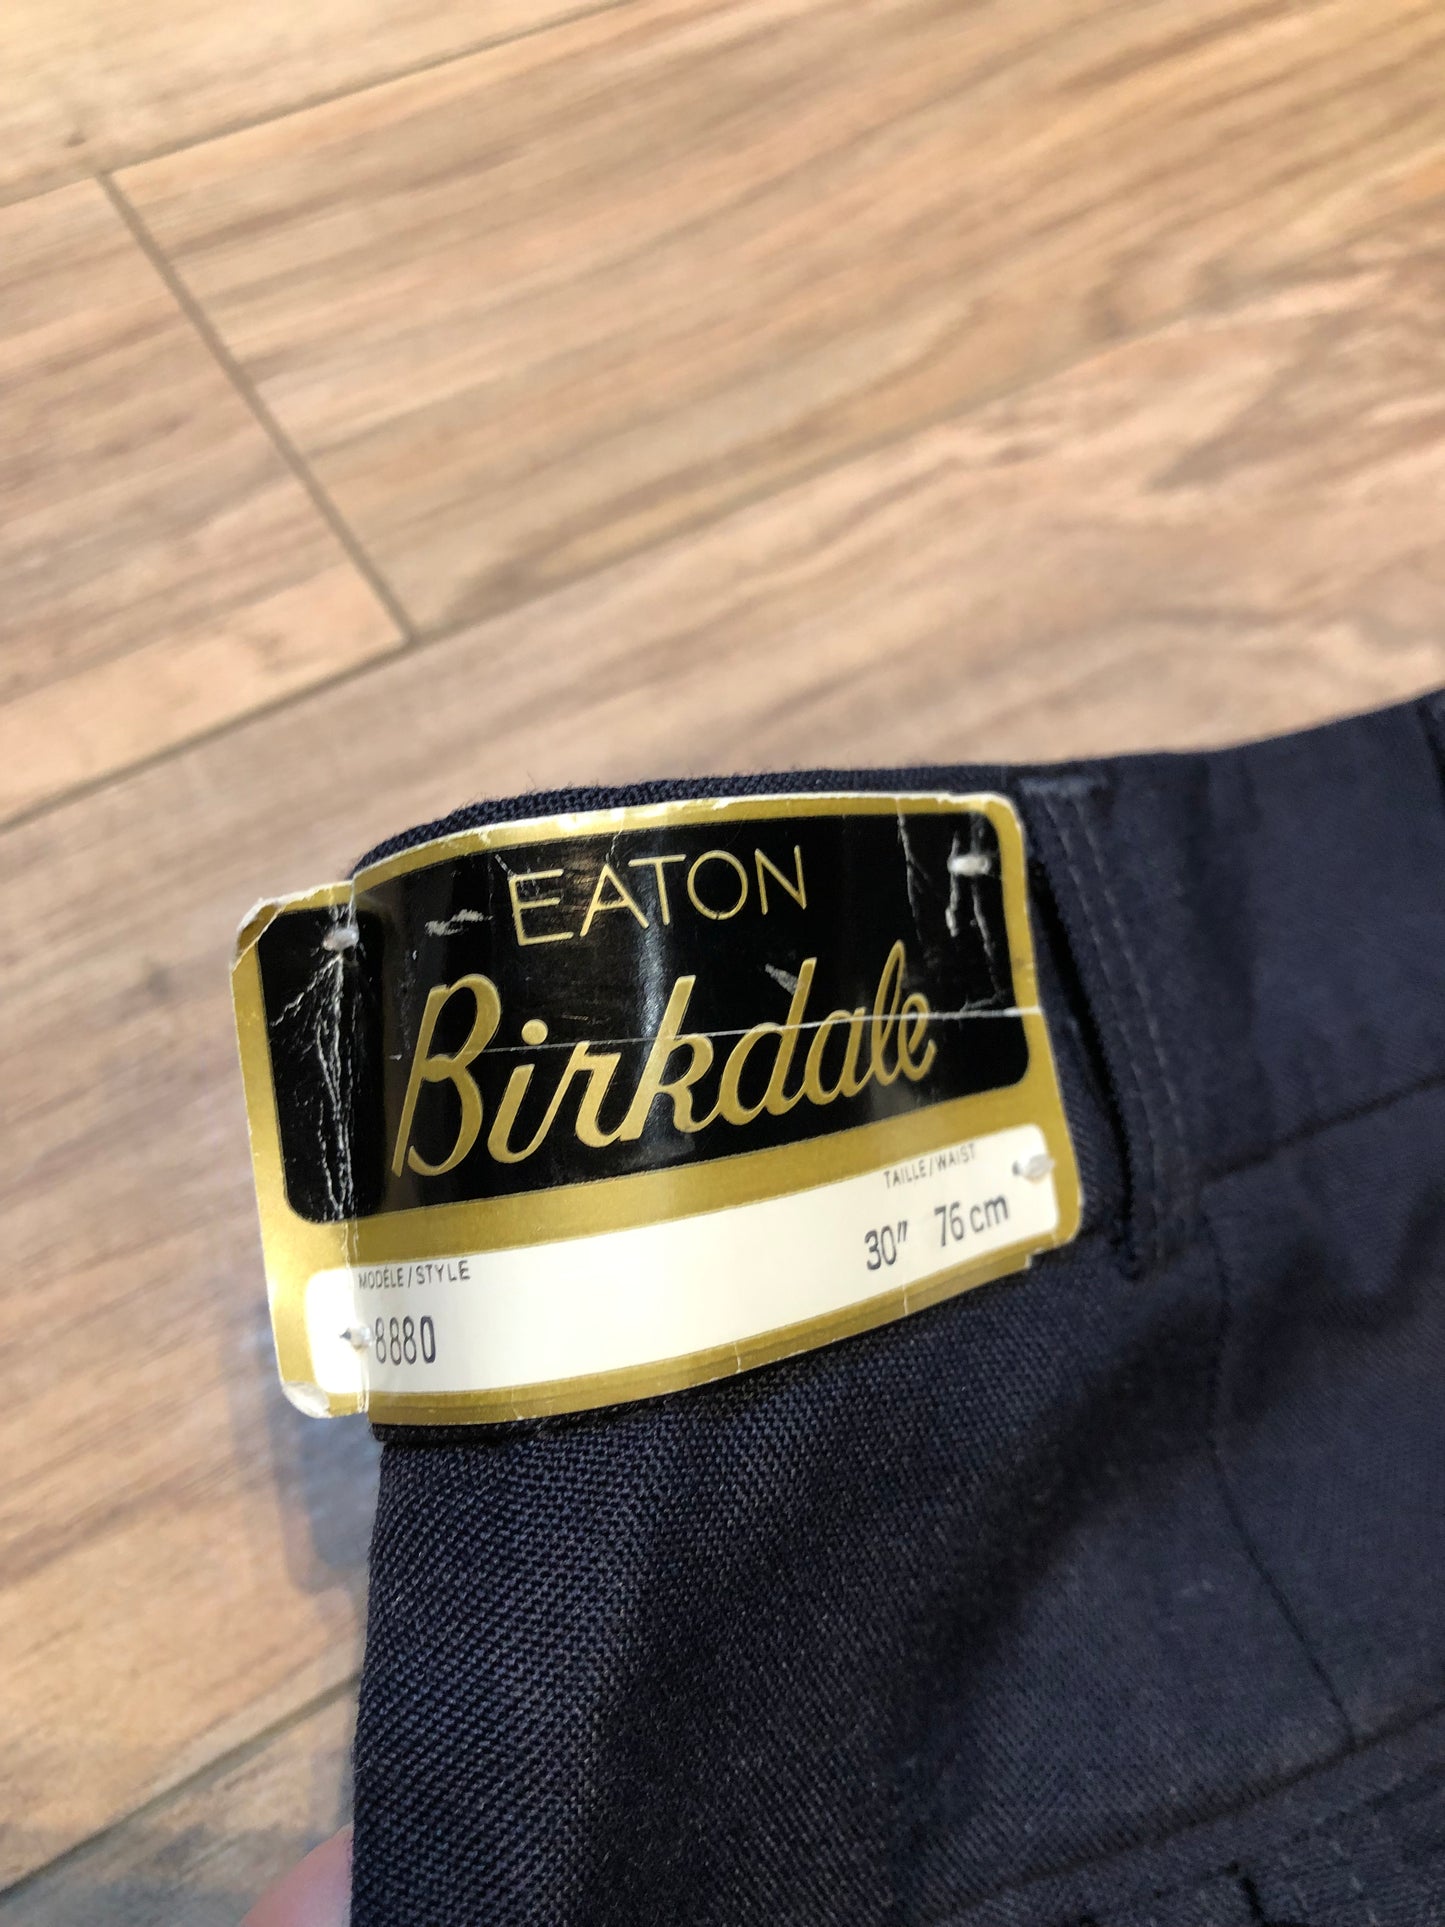 EATON
Birkdale
TAILLE/WAIST
30" 76 cm
MODÈLE/STYLE
8880